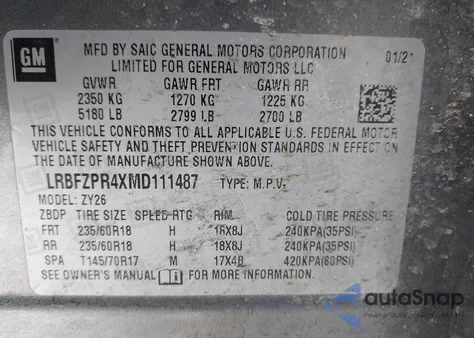 GM
MFD BY SAIC GENERAL MOTORS CORPORATION 01/21
LIMITED FOR GENERAL MOTORS LLC
GVWR GAWR FRT GAWR RR
2350 KG 1270 KG 1225 KG
5180 LB 2799 LB 2700 LB
THIS VEHICLE CONFORMS TO ALL APPLICABLE U.S. FEDERAL MOTOR
VEHICLE SAFETY AND THEFT PREVENTION STANDARDS IN EFFECT ON
THE DATE OF MANUFACTURE SHOWN ABOVE.
LRBFZPR4XMD111487 TYPE: M.P.V.
MODEL: ZY26
ZBDP TIRE SIZE SPEED RTG RIM COLD TIRE PRESSURE
FRT 235/60R18 H 18X8J 240KPA(35PSI)
RR 235/60R18 H 18X8J 240KPA(35PSI)
SPA T145/70R17 M 17X4B 420KPA(60PSI)
SEE OWNER'S MANUAL FOR MORE INFORMATION.
autoSnap